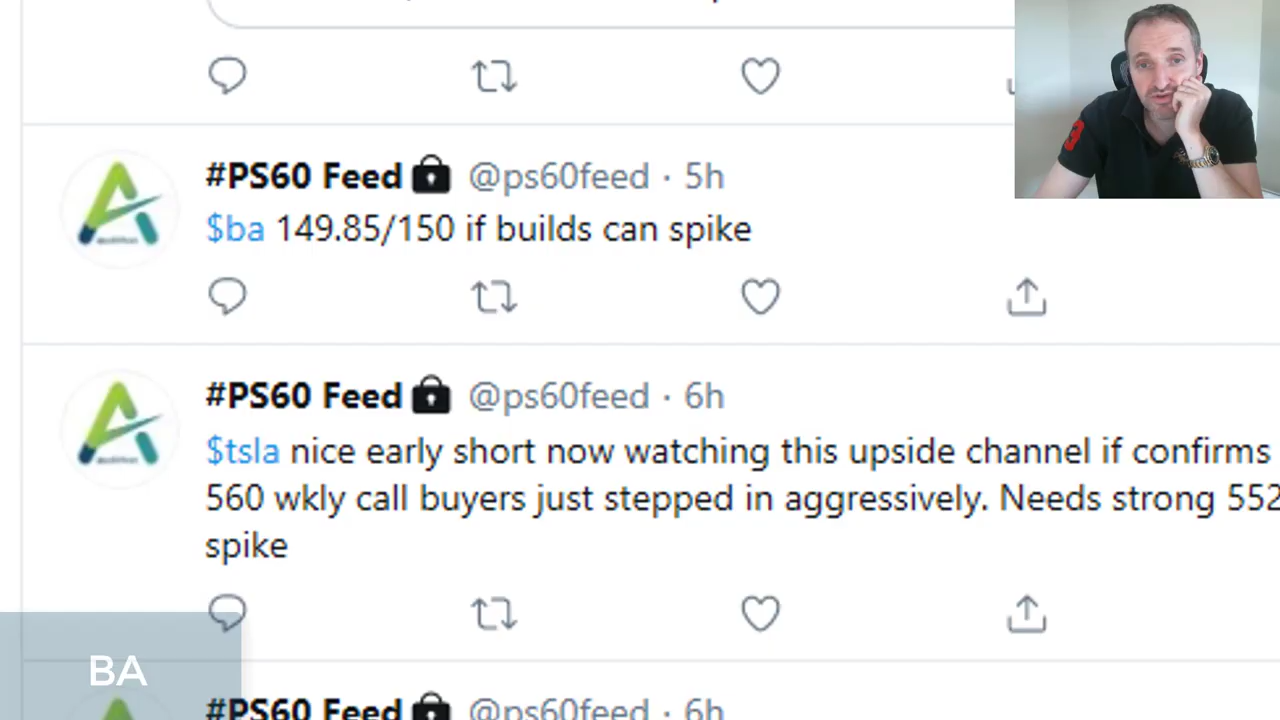 #PS60 Feed @ps60feed · 5h
$ba 149.85/150 if builds can spike
#PS60 Feed @ps60feed · 6h
$tsla nice early short now watching this upside channel if confirms
560 wkly call buyers just stepped in aggressively. Needs strong 552
spike
BA
#PS60 Feed @ps60feed · 6h